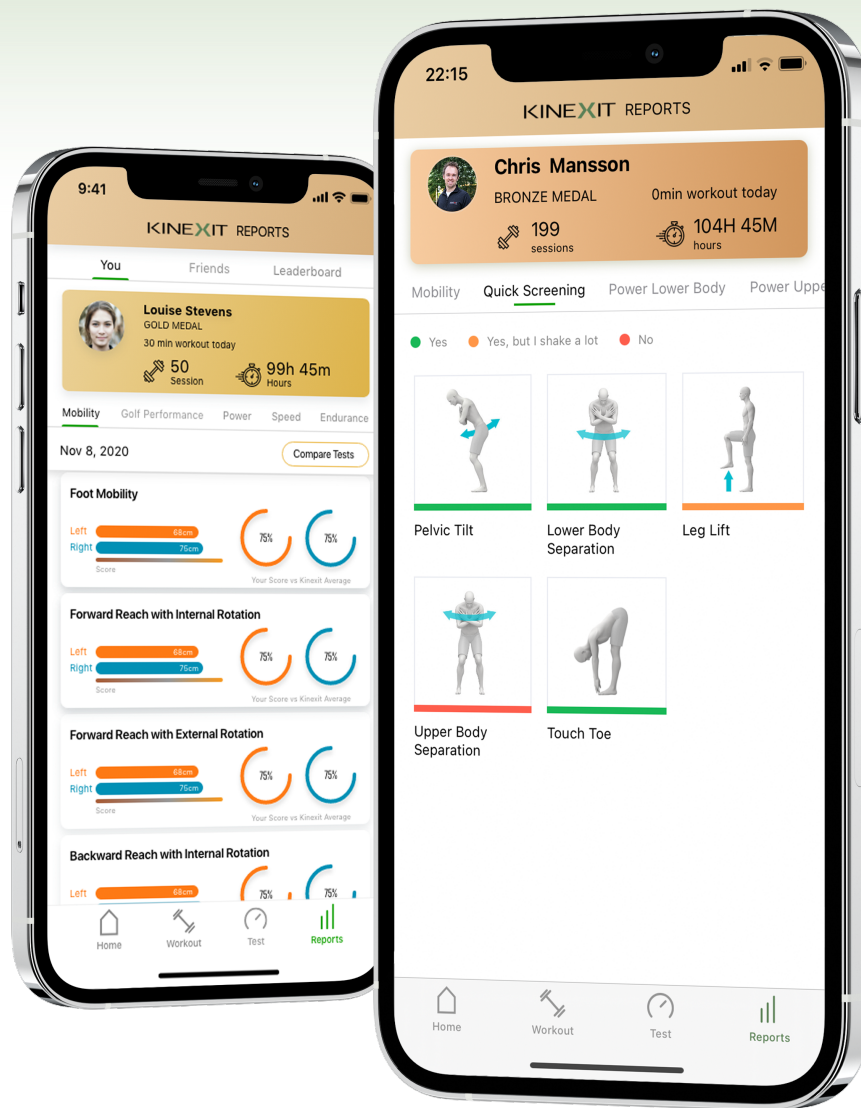 9:41
KINEXIT REPORTS
You Friends Leaderboard
Louise Stevens
GOLD MEDAL
30 min workout today
50
Session
99h 45m
Hours
Mobility Golf Performance Power Speed Endurance
Nov 8, 2020
Compare Tests
Foot Mobility
Left 68cm
Right 75cm
75% 75%
Score
Your Score vs Kinexit Average
Forward Reach with Internal Rotation
Left 68cm
Right 75cm
75% 75%
Score
Your Score vs Kinexit Average
Forward Reach with External Rotation
Left 68cm
Right 75cm
75% 75%
Score
Your Score vs Kinexit Average
Backward Reach with Internal Rotation
Left 68cm
75% 75%
Home Workout Test Reports
22:15
KINEXIT REPORTS
Chris Mansson
BRONZE MEDAL 0min workout today
199
sessions
104H 45M
hours
Mobility Quick Screening Power Lower Body Power Uppe
Yes Yes, but I shake a lot No
Pelvic Tilt
Lower Body
Separation
Leg Lift
Upper Body
Separation
Touch Toe
Home Workout Test Reports